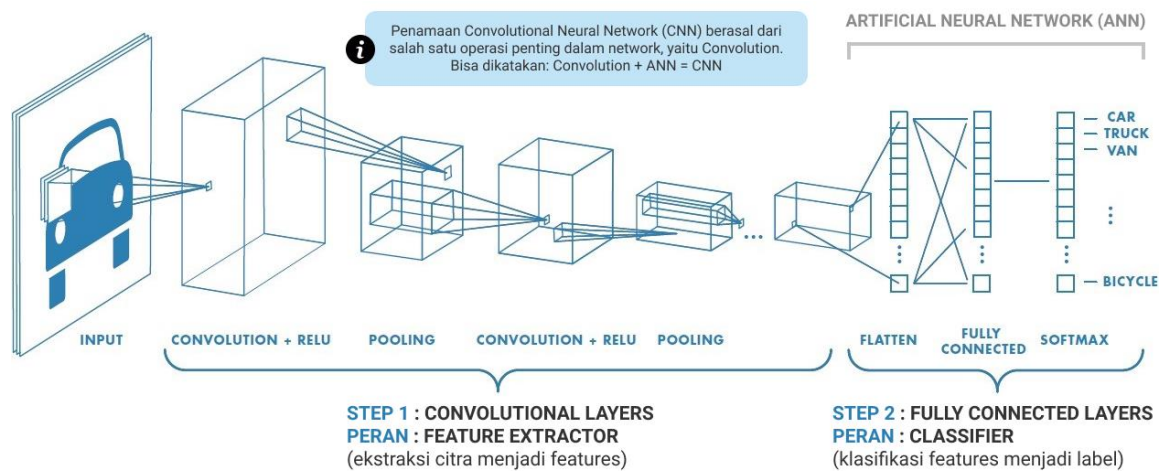 Penamaan Convolutional Neural Network (CNN) berasal dari
salah satu operasi penting dalam network, yaitu Convolution.
Bisa dikatakan: Convolution + ANN = CNN
ARTIFICIAL NEURAL NETWORK (ANN)
CAR
TRUCK
VAN
BICYCLE
INPUT
CONVOLUTION + RELU
POOLING
CONVOLUTION + RELU
POOLING
FLATTEN
FULLY
CONNECTED
SOFTMAX
STEP 1 : CONVOLUTIONAL LAYERS
PERAN : FEATURE EXTRACTOR
(ekstraksi citra menjadi features)
STEP 2 : FULLY CONNECTED LAYERS
PERAN : CLASSIFIER
(klasifikasi features menjadi label)